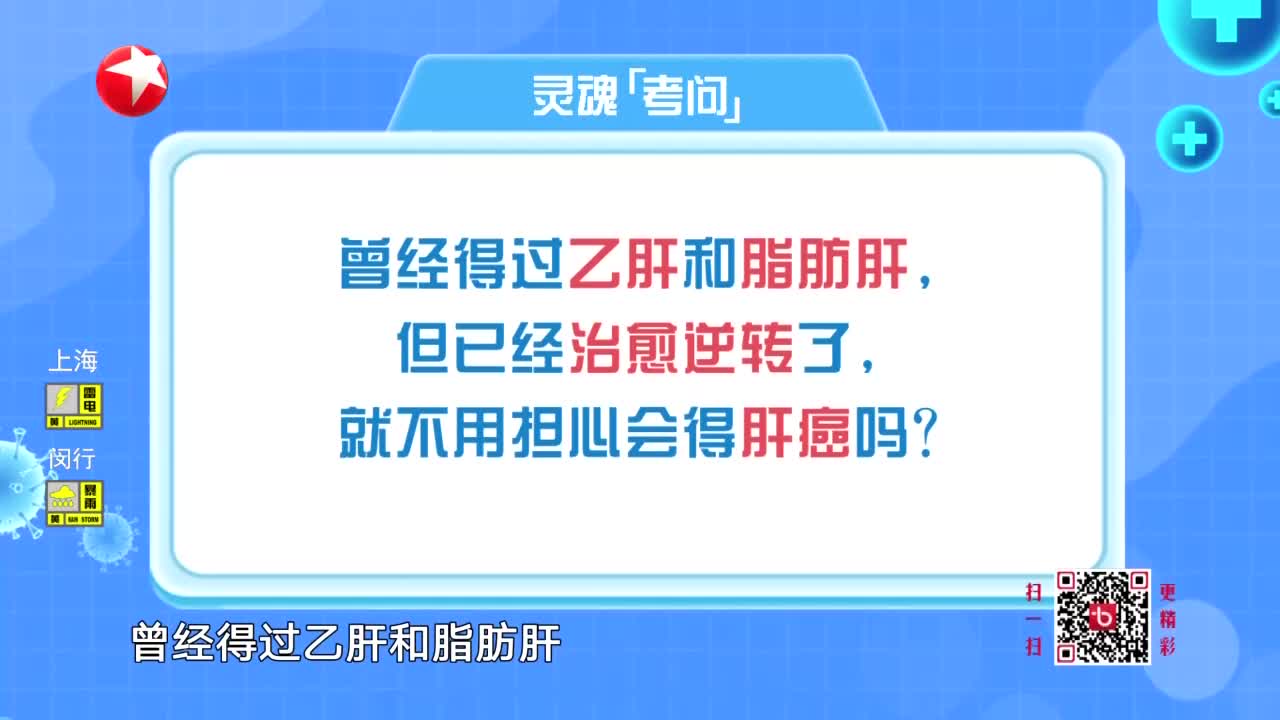 灵魂「考问」
曾经得过乙肝和脂肪肝，
但已经治愈逆转了，
就不用担心会得肝癌吗？
上海
雷电
黄 LIGHTNING
闵行
暴雨
黄 RAIN STORM
曾经得过乙肝和脂肪肝
扫一扫
更精彩